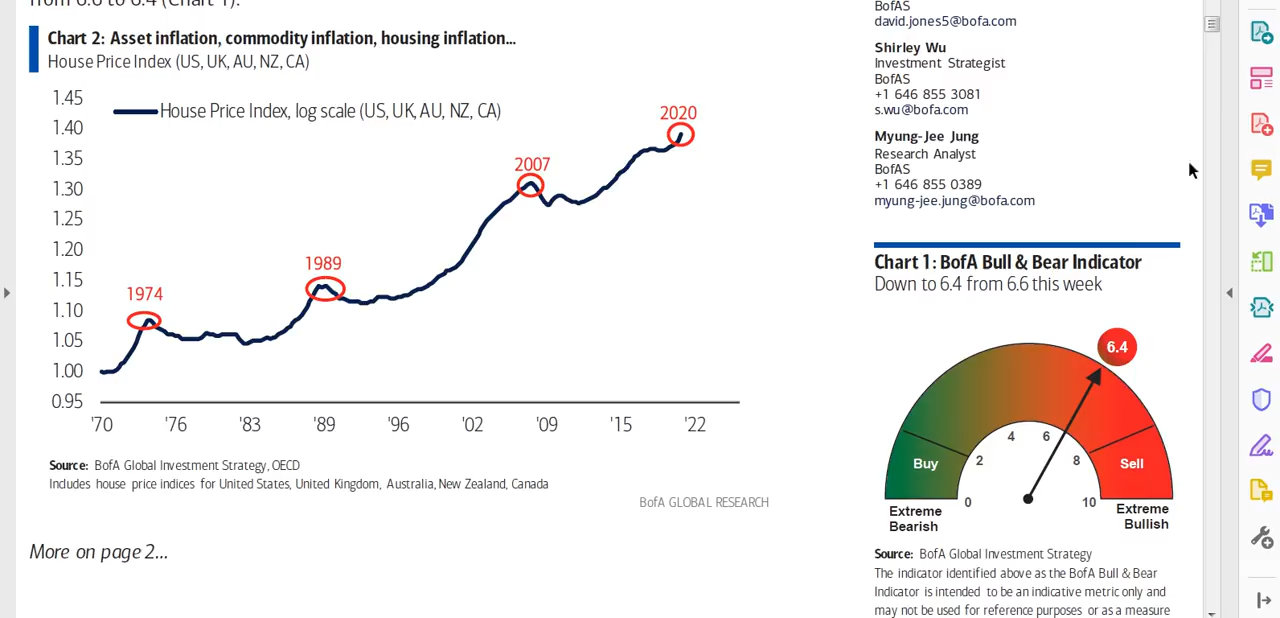 from 6.6 to 6.4 (Chart 1).
Chart 2: Asset inflation, commodity inflation, housing inflation...
House Price Index (US, UK, AU, NZ, CA)
1.45
1.40
1.35
1.30
1.25
1.20
1.15
1.10
1.05
1.00
0.95
House Price Index, log scale (US, UK, AU, NZ, CA)
1974
1989
2007
2020
'70 '76 '83 '89 '96 '02 '09 '15 '22
Source: BofA Global Investment Strategy, OECD
Includes house price indices for United States, United Kingdom, Australia, New Zealand, Canada
BofA GLOBAL RESEARCH
More on page 2...
BofAS
david.jones5@bofa.com
Shirley Wu
Investment Strategist
BofAS
+1 646 855 3081
s.wu@bofa.com
Myung-Jee Jung
Research Analyst
BofAS
+1 646 855 0389
myung-jee.jung@bofa.com
Chart 1: BofA Bull & Bear Indicator
Down to 6.4 from 6.6 this week
6.4
4 6
2 8
Buy Sell
0 10
Extreme Bearish
Extreme Bullish
Source: BofA Global Investment Strategy
The indicator identified above as the BofA Bull & Bear
Indicator is intended to be an indicative metric only and
may not be used for reference purposes or as a measure